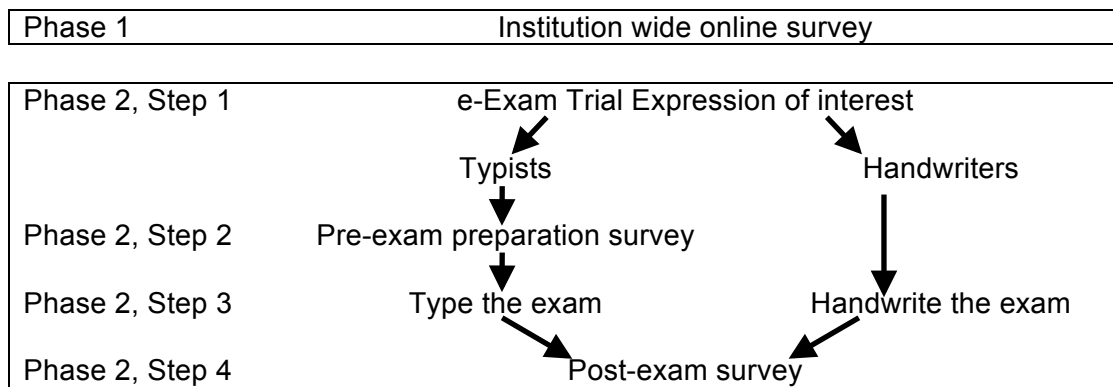 Phase 1 Institution wide online survey
Phase 2, Step 1 e-Exam Trial Expression of interest
Typists Handwriters
Phase 2, Step 2 Pre-exam preparation survey
Phase 2, Step 3 Type the exam Handwrite the exam
Phase 2, Step 4 Post-exam survey